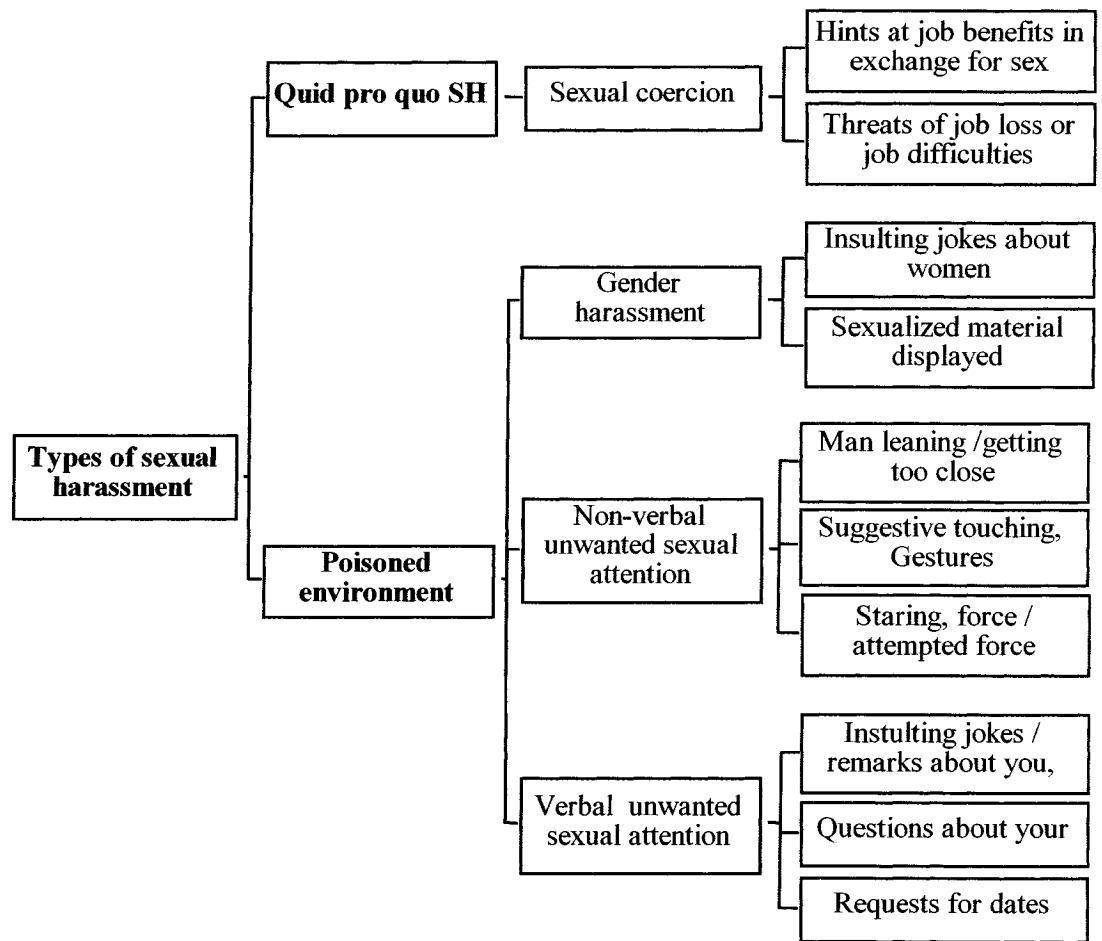 Hints at job benefits in
exchange for sex
Quid pro quo SH
Sexual coercion
Threats of job loss or
job difficulties
Insulting jokes about
women
Gender
harassment
Sexualized material
displayed
Types of sexual
harassment
Man leaning /getting
too close
Non-verbal
unwanted sexual
attention
Suggestive touching,
Gestures
Poisoned
environment
Staring, force /
attempted force
Instulting jokes /
remarks about you,
Verbal unwanted
sexual attention
Questions about your
Requests for dates